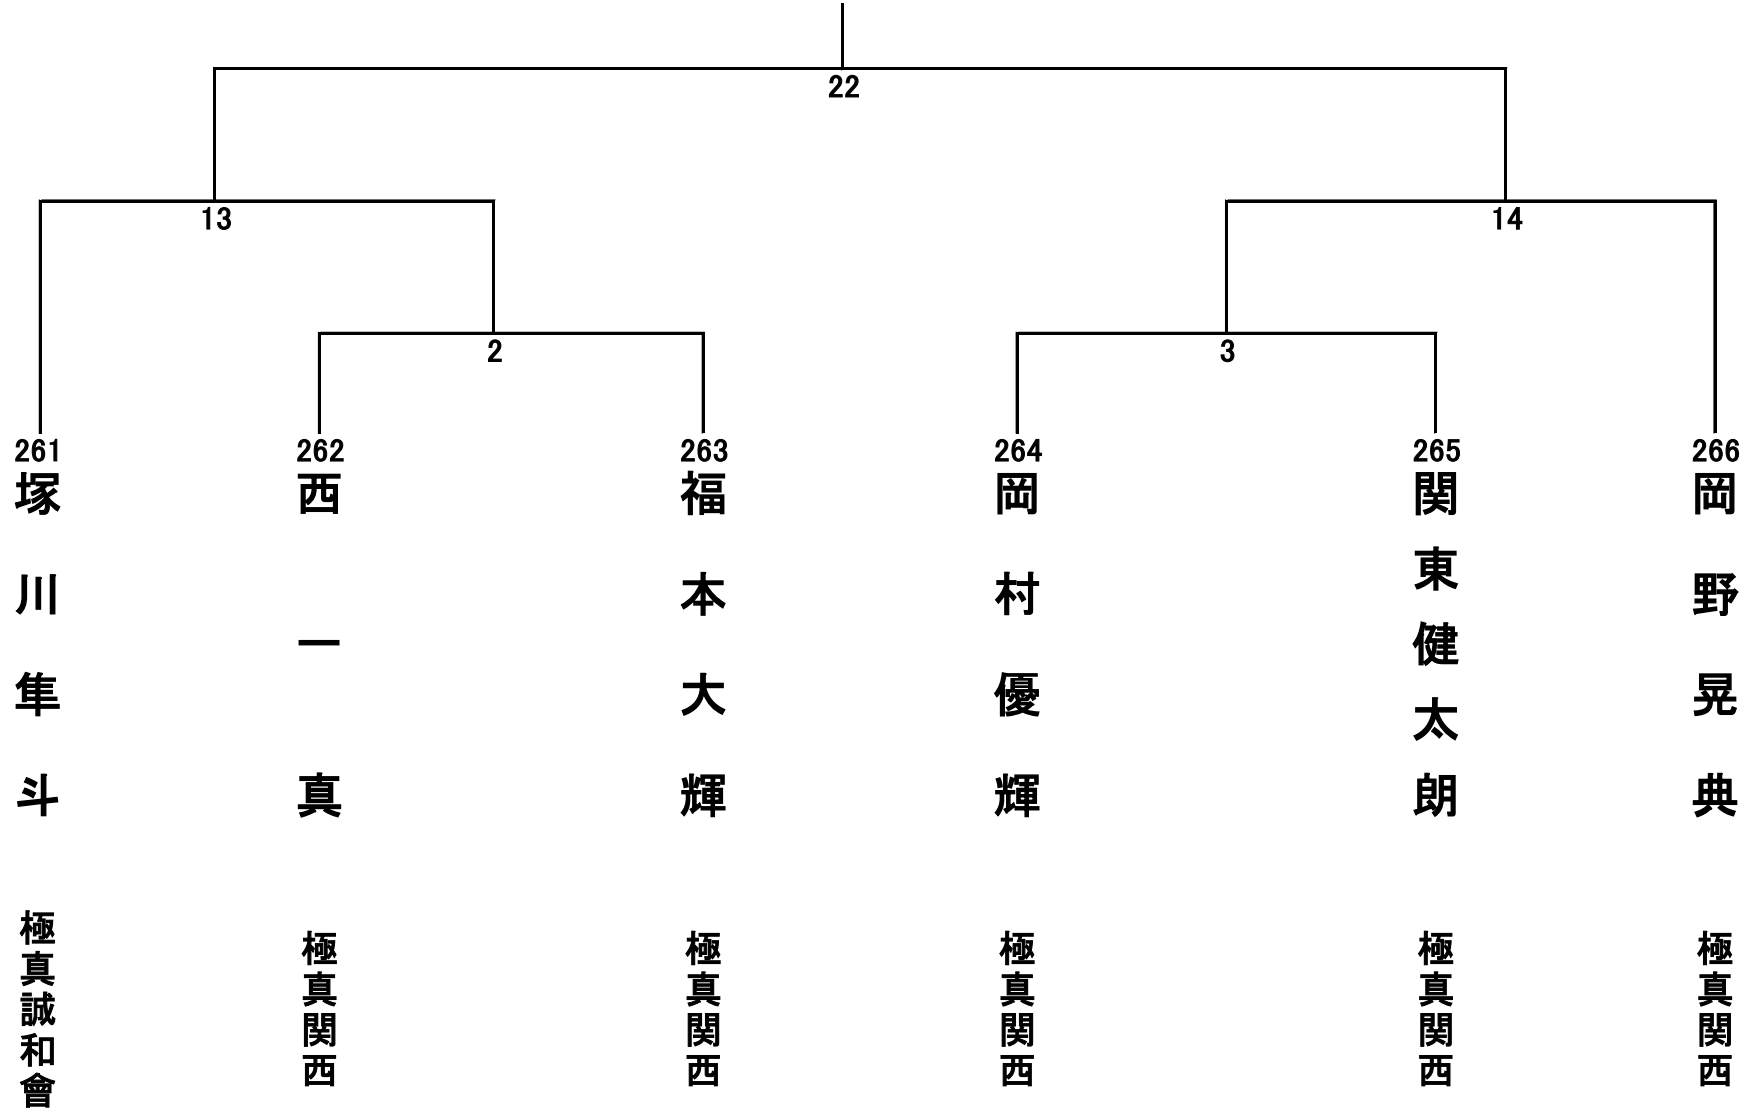 22
13
14
2
3
261
262
263
264
265
266
塚川隼斗
西一真
福本大輝
岡村優輝
関東健太朗
岡野晃典
極真誠和會
極真関西
極真関西
極真関西
極真関西
極真関西